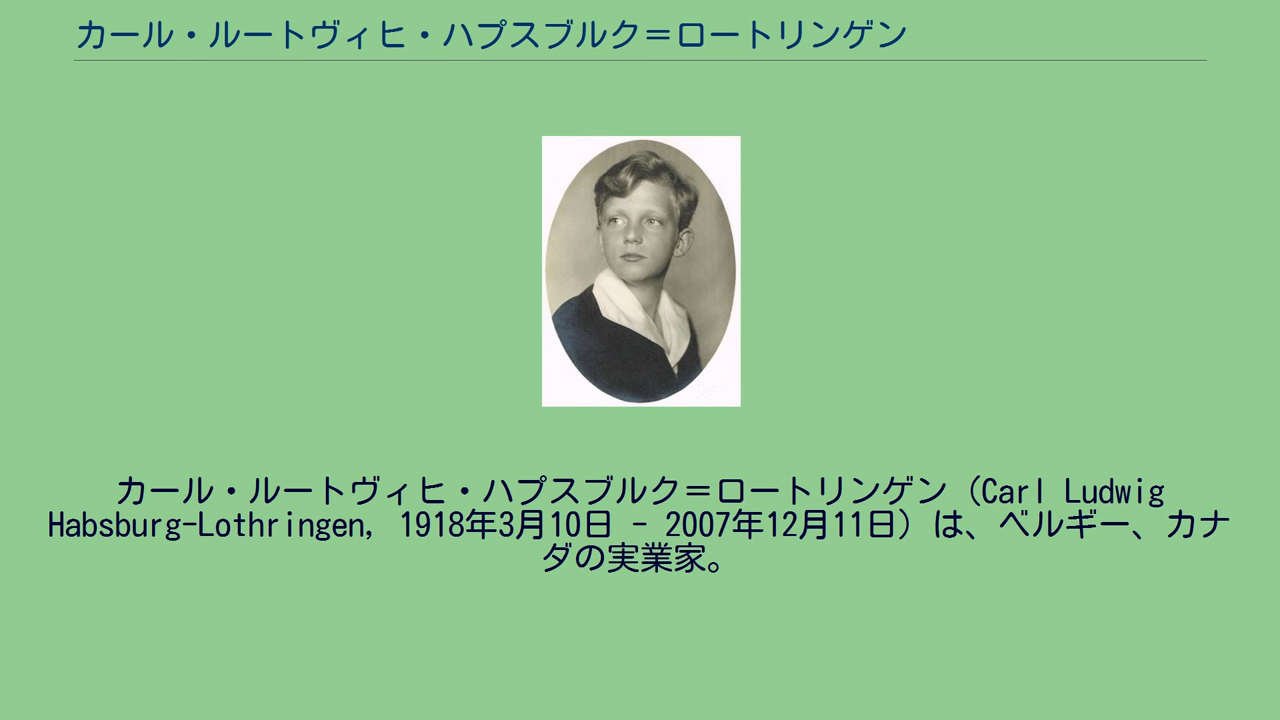 カール・ルートヴィヒ・ハプスブルク＝ロートリンゲン
カール・ルートヴィヒ・ハプスブルク＝ロートリンゲン（Carl Ludwig
Habsburg-Lothringen, 1918年3月10日 - 2007年12月11日）は、ベルギー、カナ
ダの実業家。